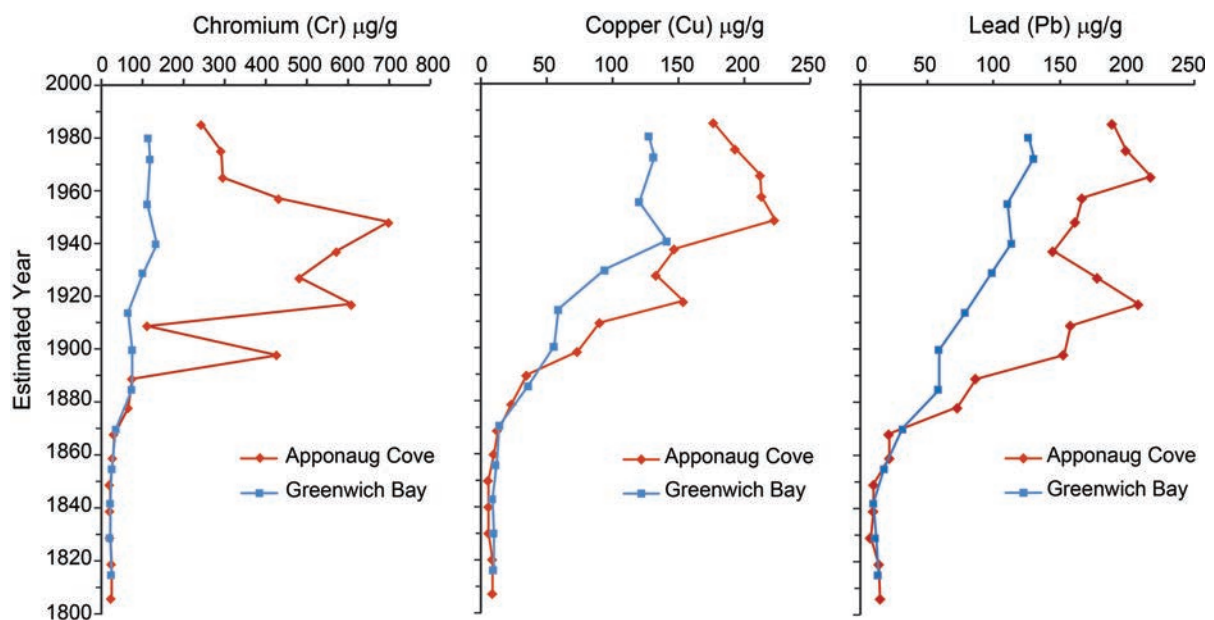 Chromium (Cr) μg/g
0 100 200 300 400 500 600 700 800
Copper (Cu) μg/g
0 50 100 150 200 250
Lead (Pb) μg/g
0 50 100 150 200 250
Estimated Year
2000
1980
1960
1940
1920
1900
1880
1860
1840
1820
1800
Apponaug Cove
Greenwich Bay
Apponaug Cove
Greenwich Bay
Apponaug Cove
Greenwich Bay